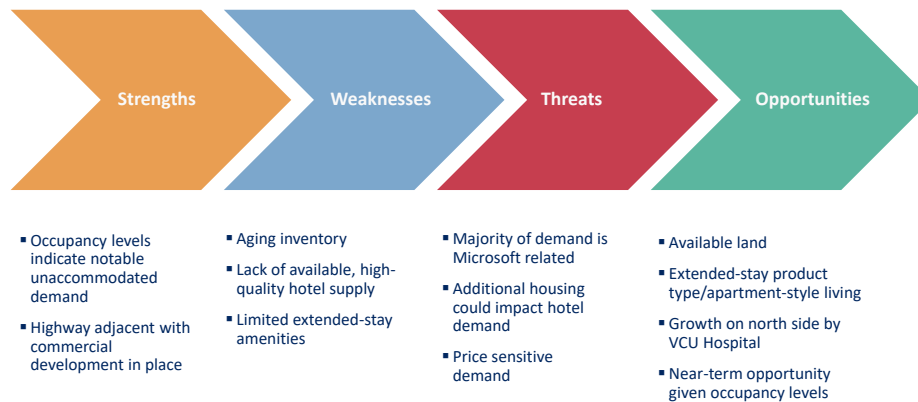 Strengths
Weaknesses
Threats
Opportunities
▪ Occupancy levels
indicate notable
unaccommodated
demand
▪ Highway adjacent with
commercial
development in place
▪ Aging inventory
▪ Lack of available, high-
quality hotel supply
▪ Limited extended-stay
amenities
▪ Majority of demand is
Microsoft related
▪ Additional housing
could impact hotel
demand
▪ Price sensitive
demand
▪ Available land
▪ Extended-stay product
type/apartment-style living
▪ Growth on north side by
VCU Hospital
▪ Near-term opportunity
given occupancy levels